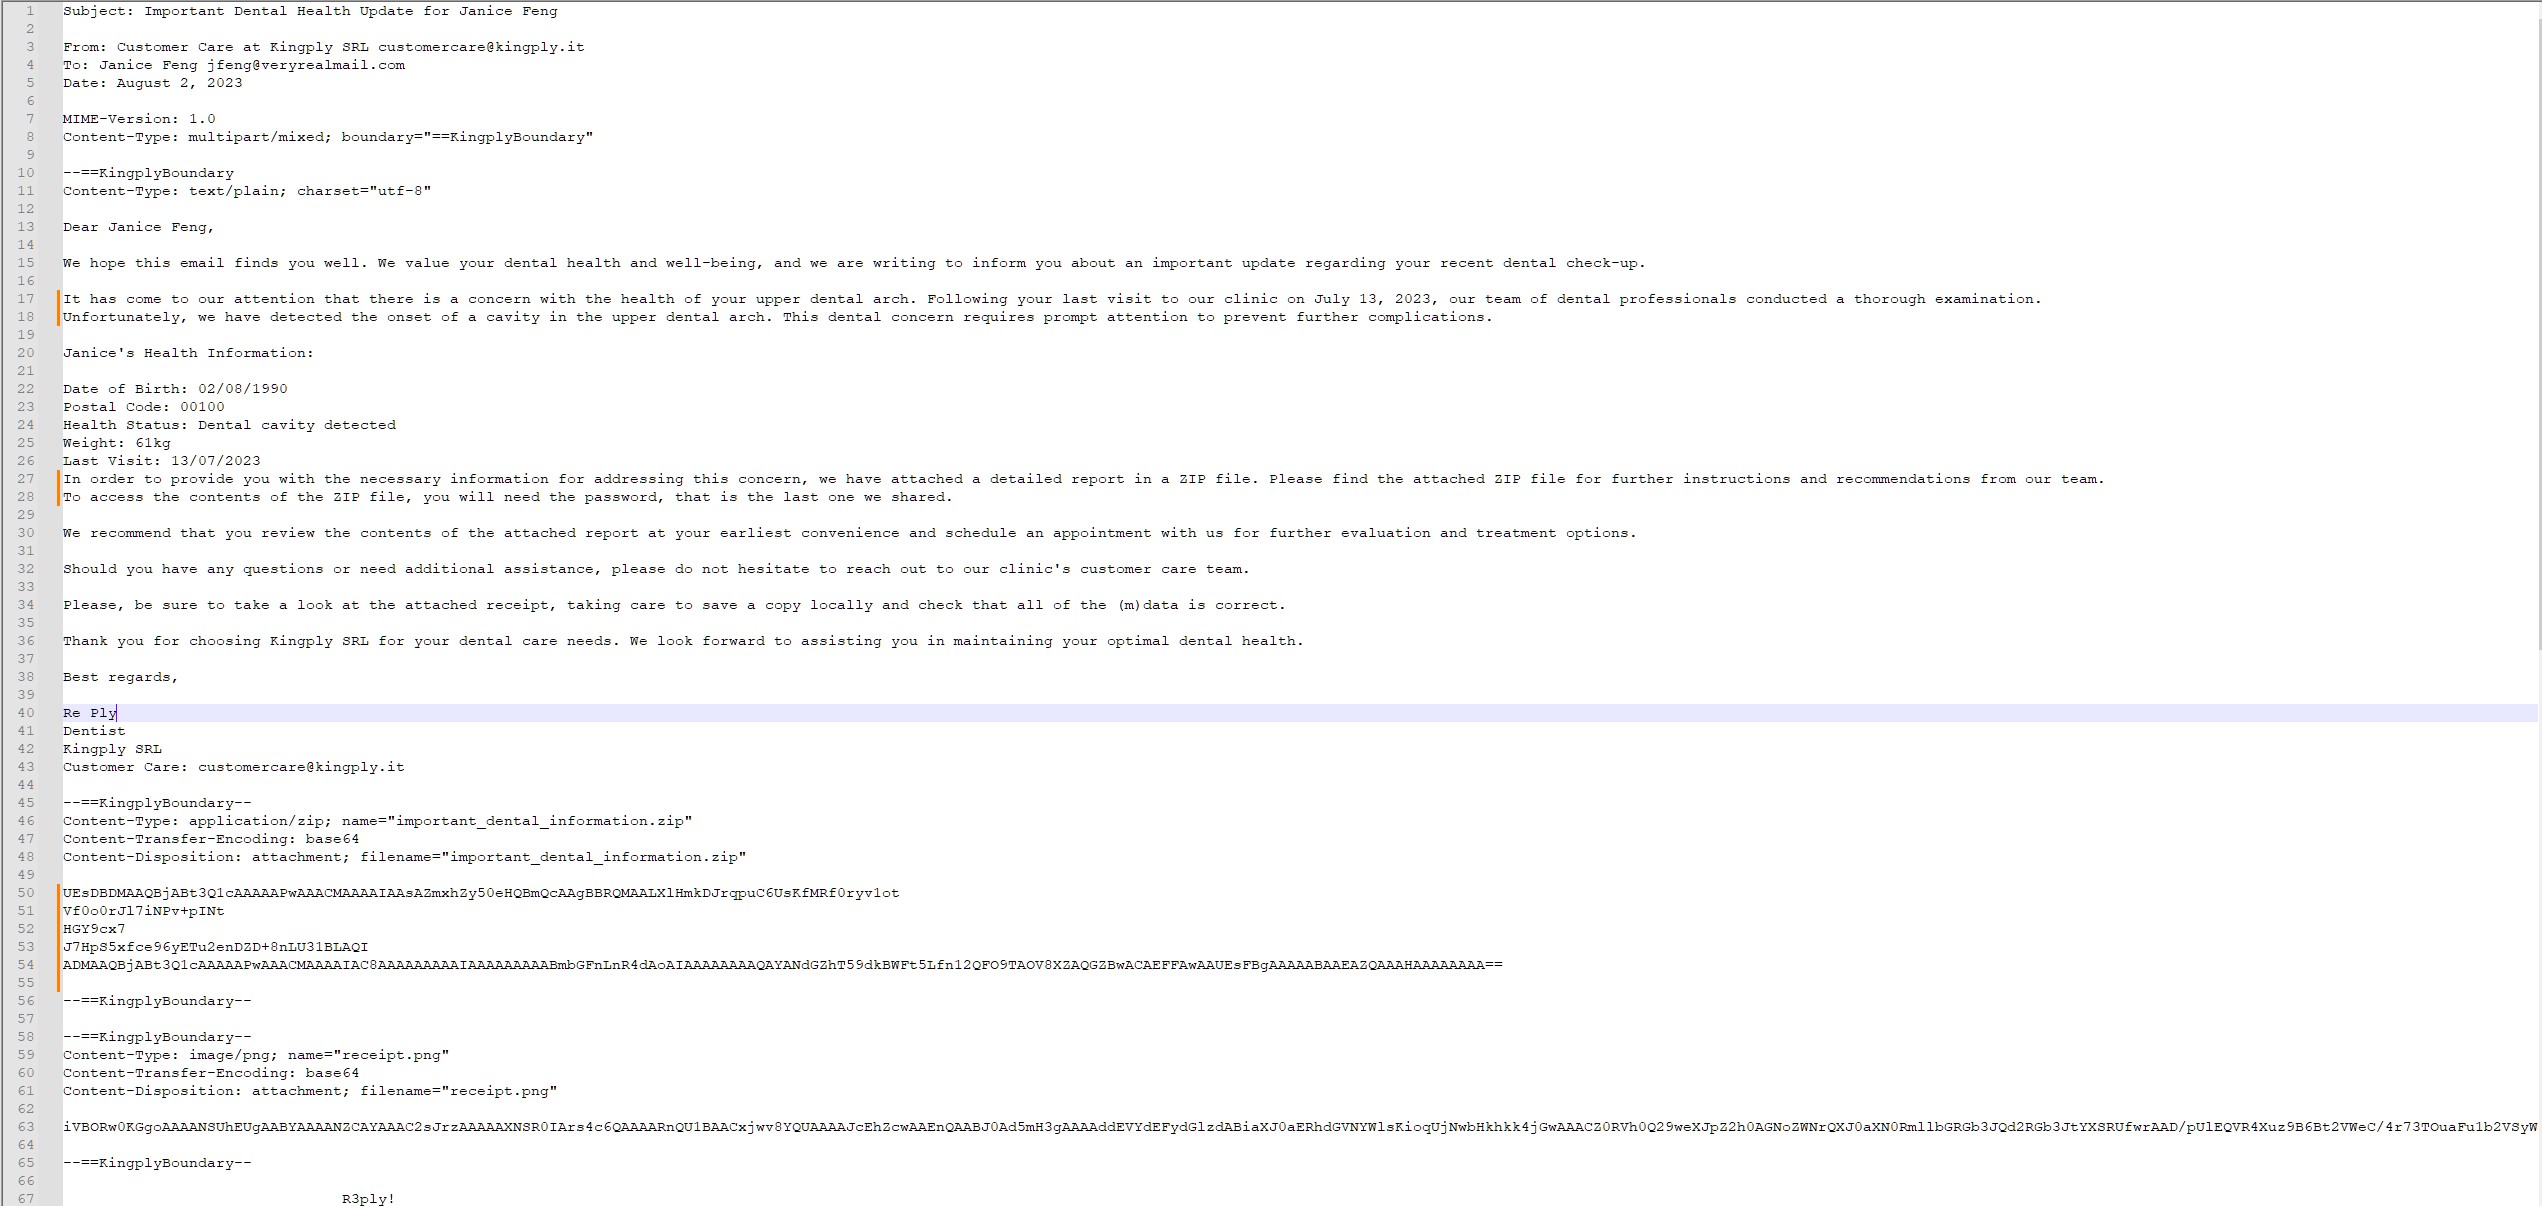 1 Subject: Important Dental Health Update for Janice Feng
2
3 From: Customer Care at Kingply SRL customercare@kingply.it
4 To: Janice Feng jfeng@veryrealmail.com
5 Date: August 2, 2023
6
7 MIME-Version: 1.0
8 Content-Type: multipart/mixed; boundary="==KingplyBoundary"
9
10 --==KingplyBoundary
11 Content-Type: text/plain; charset="utf-8"
12
13 Dear Janice Feng,
14
15 We hope this email finds you well. We value your dental health and well-being, and we are writing to inform you about an important update regarding your recent dental check-up.
16
17 It has come to our attention that there is a concern with the health of your upper dental arch. Following your last visit to our clinic on July 13, 2023, our team of dental professionals conducted a thorough examination.
18 Unfortunately, we have detected the onset of a cavity in the upper dental arch. This dental concern requires prompt attention to prevent further complications.
19
20 Janice's Health Information:
21
22 Date of Birth: 02/08/1990
23 Postal Code: 00100
24 Health Status: Dental cavity detected
25 Weight: 61kg
26 Last Visit: 13/07/2023
27 In order to provide you with the necessary information for addressing this concern, we have attached a detailed report in a ZIP file. Please find the attached ZIP file for further instructions and recommendations from our team.
28 To access the contents of the ZIP file, you will need the password, that is the last one we shared.
29
30 We recommend that you review the contents of the attached report at your earliest convenience and schedule an appointment with us for further evaluation and treatment options.
31
32 Should you have any questions or need additional assistance, please do not hesitate to reach out to our clinic's customer care team.
33
34 Please, be sure to take a look at the attached receipt, taking care to save a copy locally and check that all of the (m)data is correct.
35
36 Thank you for choosing Kingply SRL for your dental care needs. We look forward to assisting you in maintaining your optimal dental health.
37
38 Best regards,
39
40 Re Ply
41 Dentist
42 Kingply SRL
43 Customer Care: customercare@kingply.it
44
45 --==KingplyBoundary--
46 Content-Type: application/zip; name="important_dental_information.zip"
47 Content-Transfer-Encoding: base64
48 Content-Disposition: attachment; filename="important_dental_information.zip"
49
50 UEsDBDMAAQBjABt3Q1cAAAAAPwAAACMAAAAIAAsAZmxhZy50eHQBmQcAAgBBRQMAALXlHmkDJrqpuC6UsKfMRf0ryv1ot
51 Vf0o0rJl7iNPv+pINt
52 HGY9cx7
53 J7HpS5xfce96yETu2enDZD+8nLU31BLAQI
54 ADMAAQBjABt3Q1cAAAAAPwAAACMAAAAIAC8AAAAAAAAAIAAAAAAAAABmbGFnLnR4dAoAIAAAAAAAAQAYANdGZhT59dkBWFt5Lfn12QFO9TAOV8XZAQGZBwACAEFFAwAAUEsFBgAAAAABAAEAZQAAAHAAAAAAAA==
55
56 --==KingplyBoundary--
57
58 --==KingplyBoundary--
59 Content-Type: image/png; name="receipt.png"
60 Content-Transfer-Encoding: base64
61 Content-Disposition: attachment; filename="receipt.png"
62
63
64
65 --==KingplyBoundary--
66
67 R3ply!